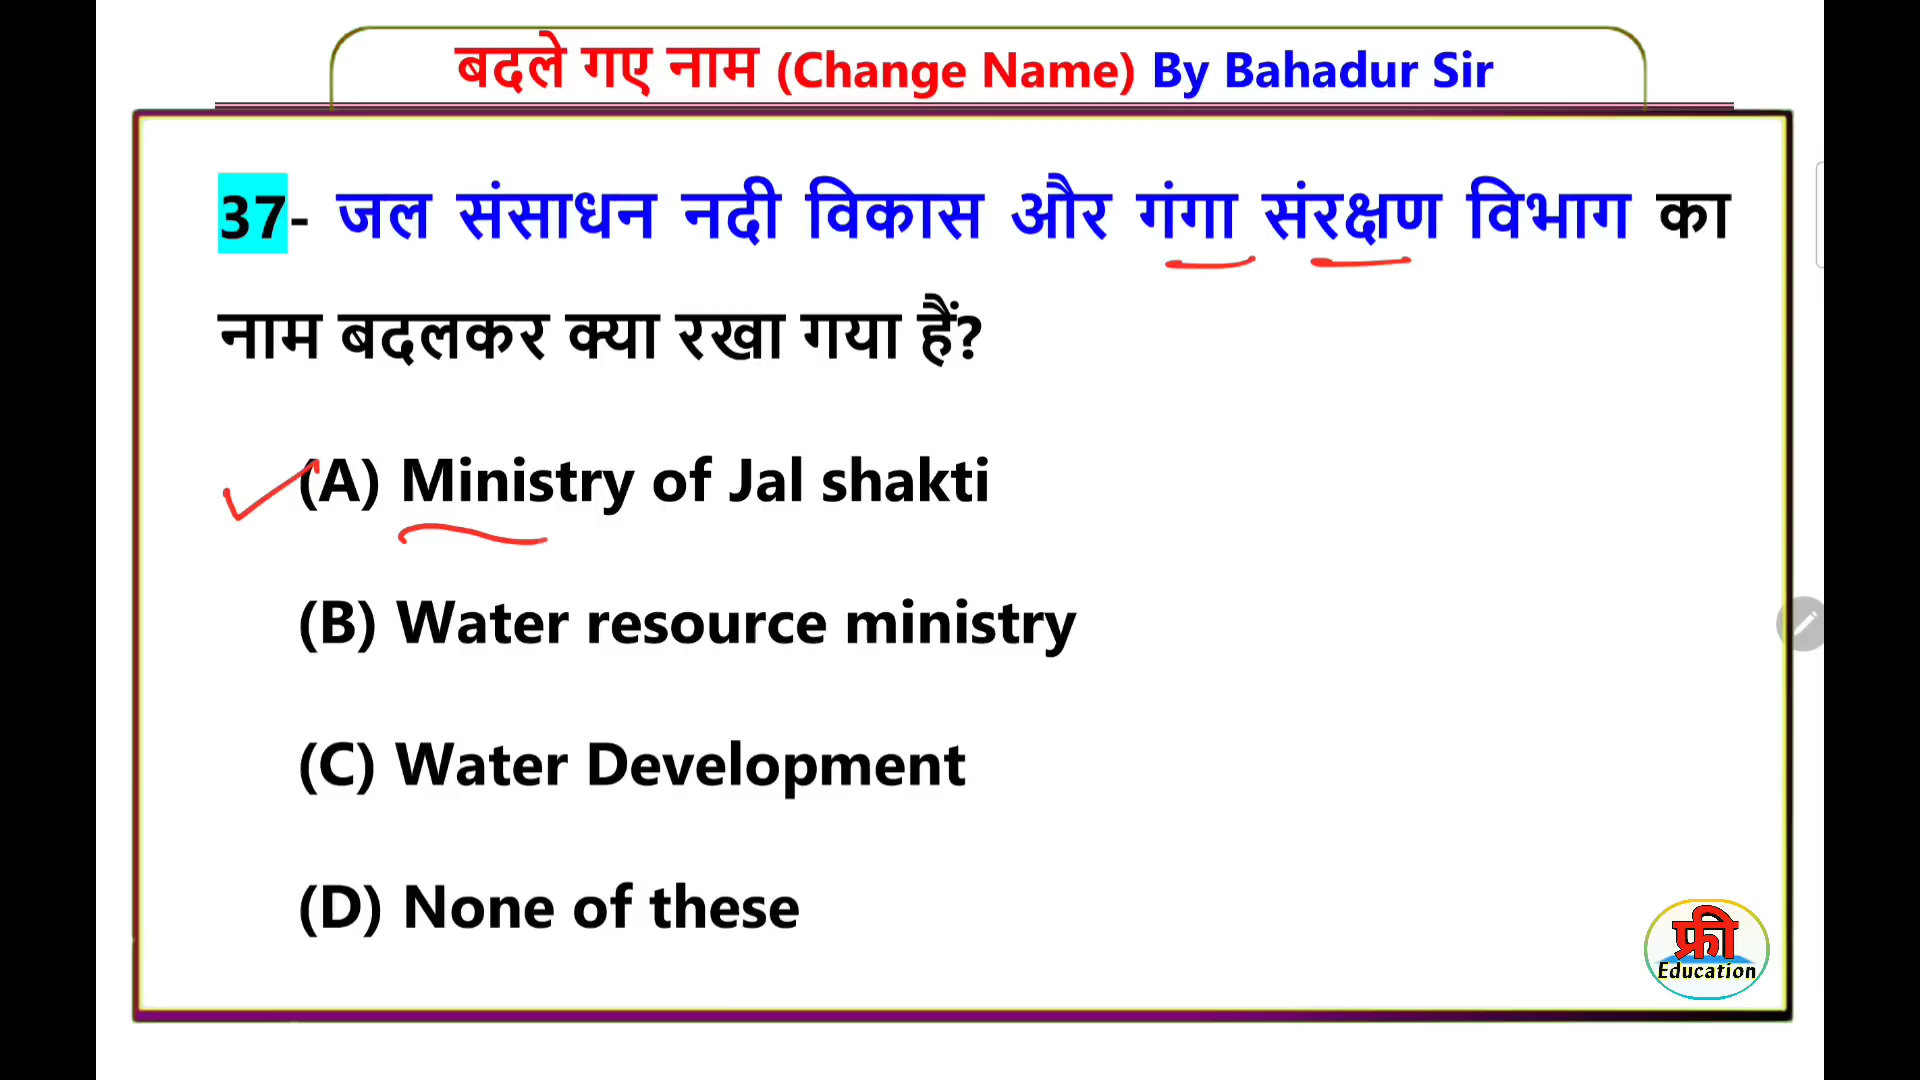 बदले गए नाम (Change Name) By Bahadur Sir
37- जल संसाधन नदी विकास और गंगा संरक्षण विभाग का
नाम बदलकर क्या रखा गया हैं?
(A) Ministry of Jal shakti
(B) Water resource ministry
(C) Water Development
(D) None of these
फ्री
Education